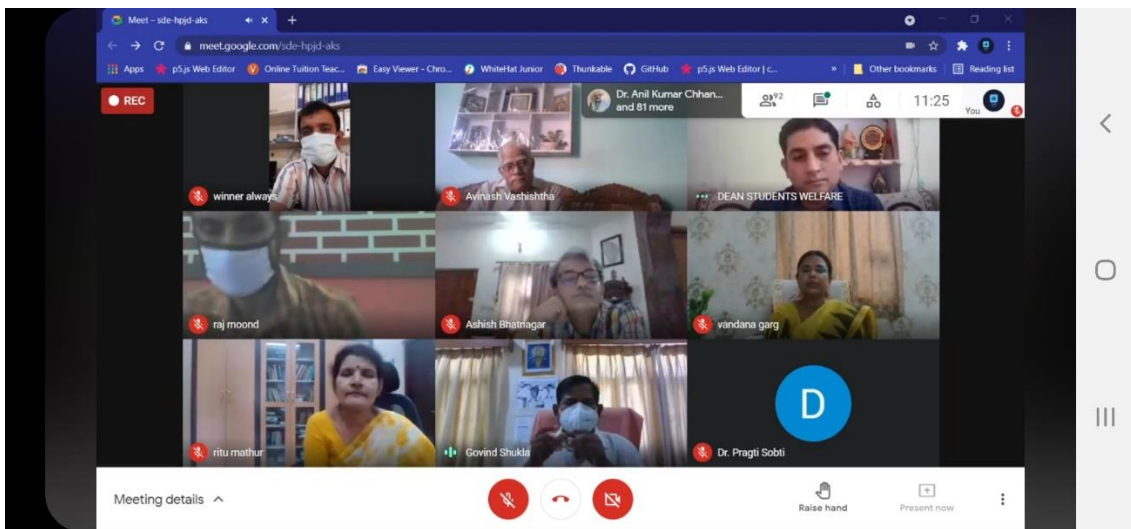 Meet – sde-hpjd-aks
meet.google.com/sde-hpjd-aks
Apps p5.js Web Editor Online Tuition Teac... Easy Viewer - Chro... WhiteHat Junior Thunkable GitHub p5.js Web Editor | c... » Other bookmarks Reading list
REC
Dr. Anil Kumar Chhan...
and 81 more
92
11:25
You
winner always
Avinash Vashishtha
DEAN STUDENTS WELFARE
raj moond
Ashish Bhatnagar
vandana garg
D
ritu mathur
Govind Shukla
Dr. Pragti Sobti
Meeting details
Raise hand
Present now